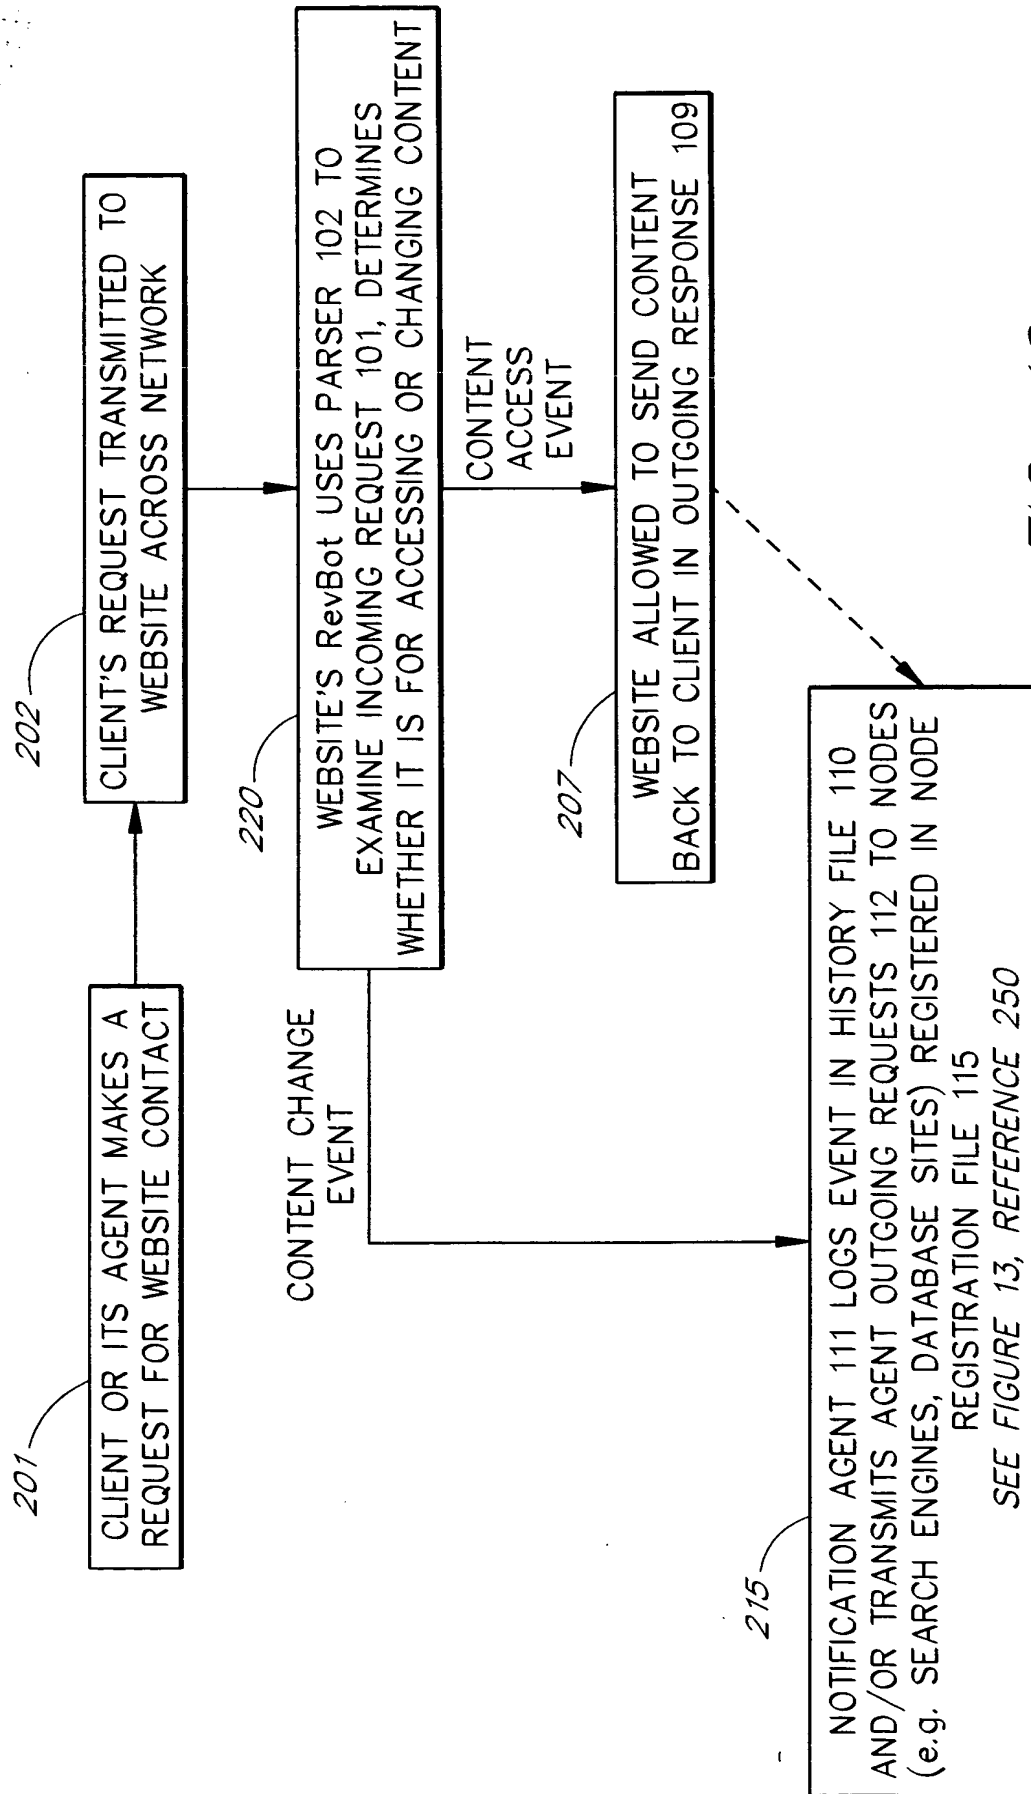 201
CLIENT OR ITS AGENT MAKES A
REQUEST FOR WEBSITE CONTACT
202
CLIENT'S REQUEST TRANSMITTED TO
WEBSITE ACROSS NETWORK
220
WEBSITE'S RevBot USES PARSER 102 TO
EXAMINE INCOMING REQUEST 101, DETERMINES
WHETHER IT IS FOR ACCESSING OR CHANGING CONTENT
CONTENT CHANGE
EVENT
CONTENT
ACCESS
EVENT
207
WEBSITE ALLOWED TO SEND CONTENT
BACK TO CLIENT IN OUTGOING RESPONSE 109
215
NOTIFICATION AGENT 111 LOGS EVENT IN HISTORY FILE 110
AND/OR TRANSMITS AGENT OUTGOING REQUESTS 112 TO NODES
(e.g. SEARCH ENGINES, DATABASE SITES) REGISTERED IN NODE
REGISTRATION FILE 115
SEE FIGURE 13, REFERENCE 250